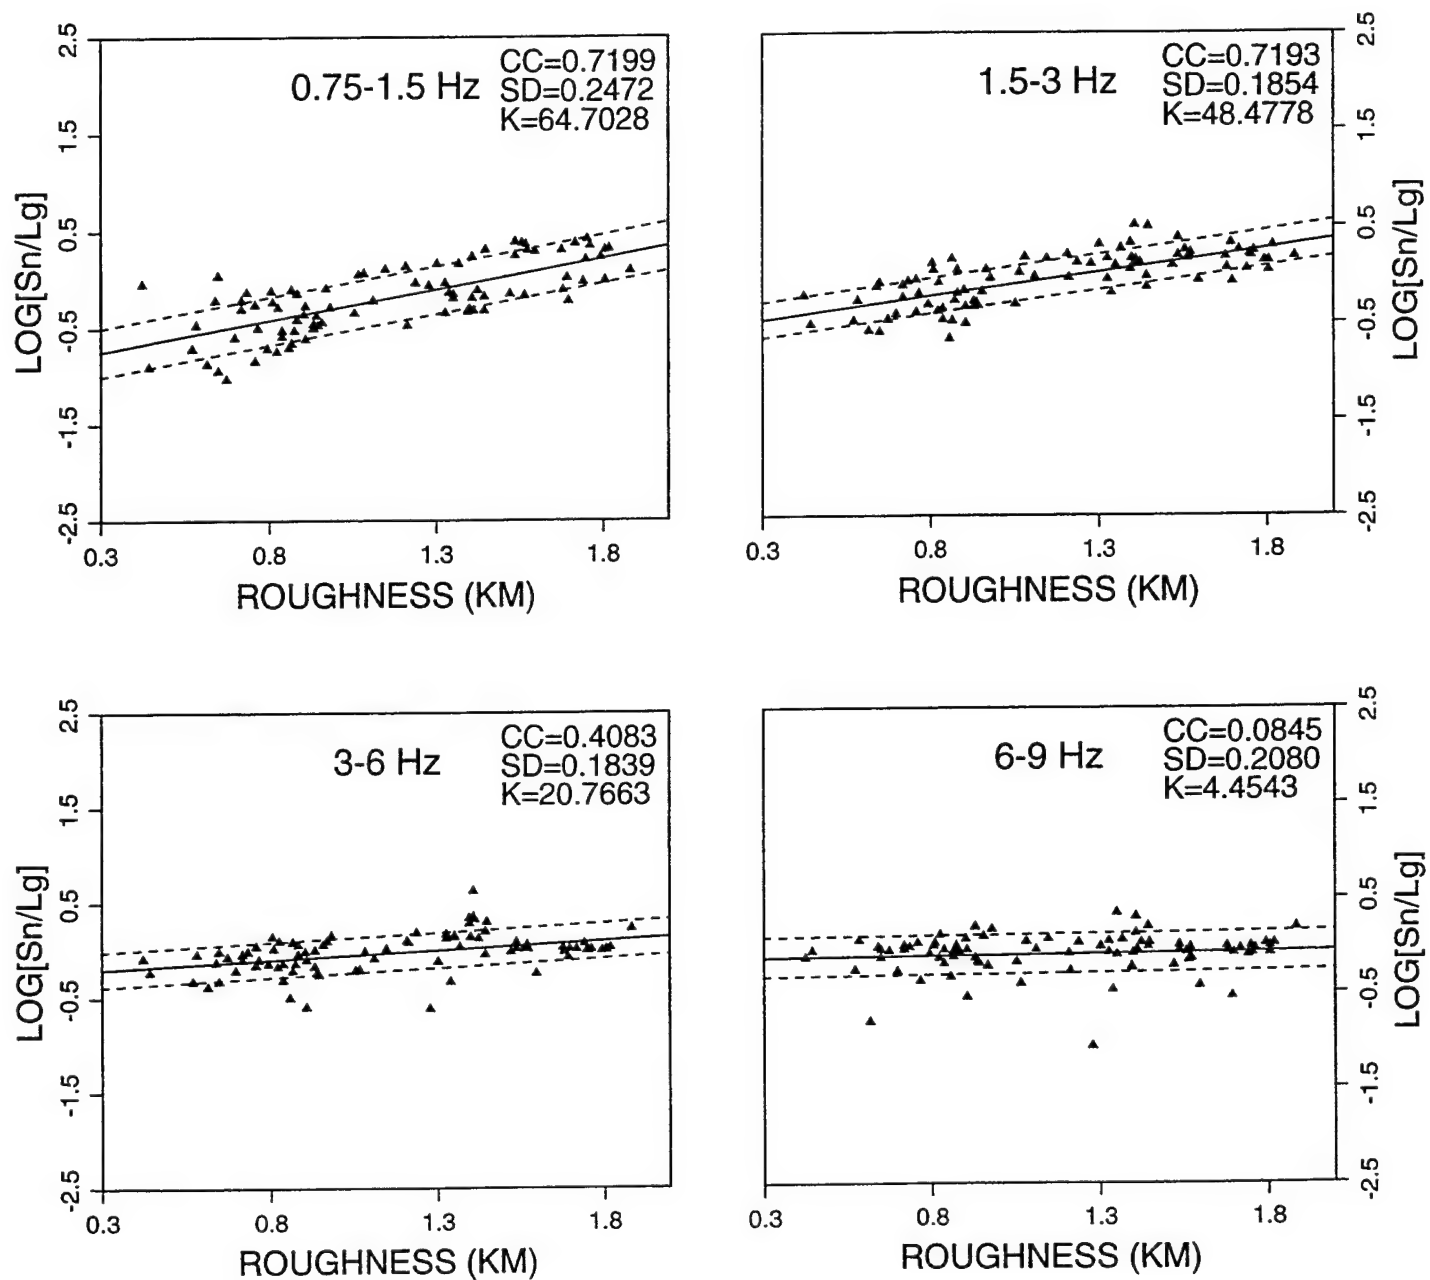 2.5
1.5
0.5
-0.5
-1.5
-2.5
LOG[Sn/Lg]
0.75-1.5 Hz
CC=0.7199
SD=0.2472
K=64.7028
0.3 0.8 1.3 1.8
ROUGHNESS (KM)
1.5-3 Hz
CC=0.7193
SD=0.1854
K=48.4778
2.5
1.5
0.5
-0.5
-1.5
-2.5
LOG[Sn/Lg]
0.3 0.8 1.3 1.8
ROUGHNESS (KM)
2.5
1.5
0.5
-0.5
-1.5
-2.5
LOG[Sn/Lg]
3-6 Hz
CC=0.4083
SD=0.1839
K=20.7663
0.3 0.8 1.3 1.8
ROUGHNESS (KM)
6-9 Hz
CC=0.0845
SD=0.2080
K=4.4543
2.5
1.5
0.5
-0.5
-1.5
-2.5
LOG[Sn/Lg]
0.3 0.8 1.3 1.8
ROUGHNESS (KM)